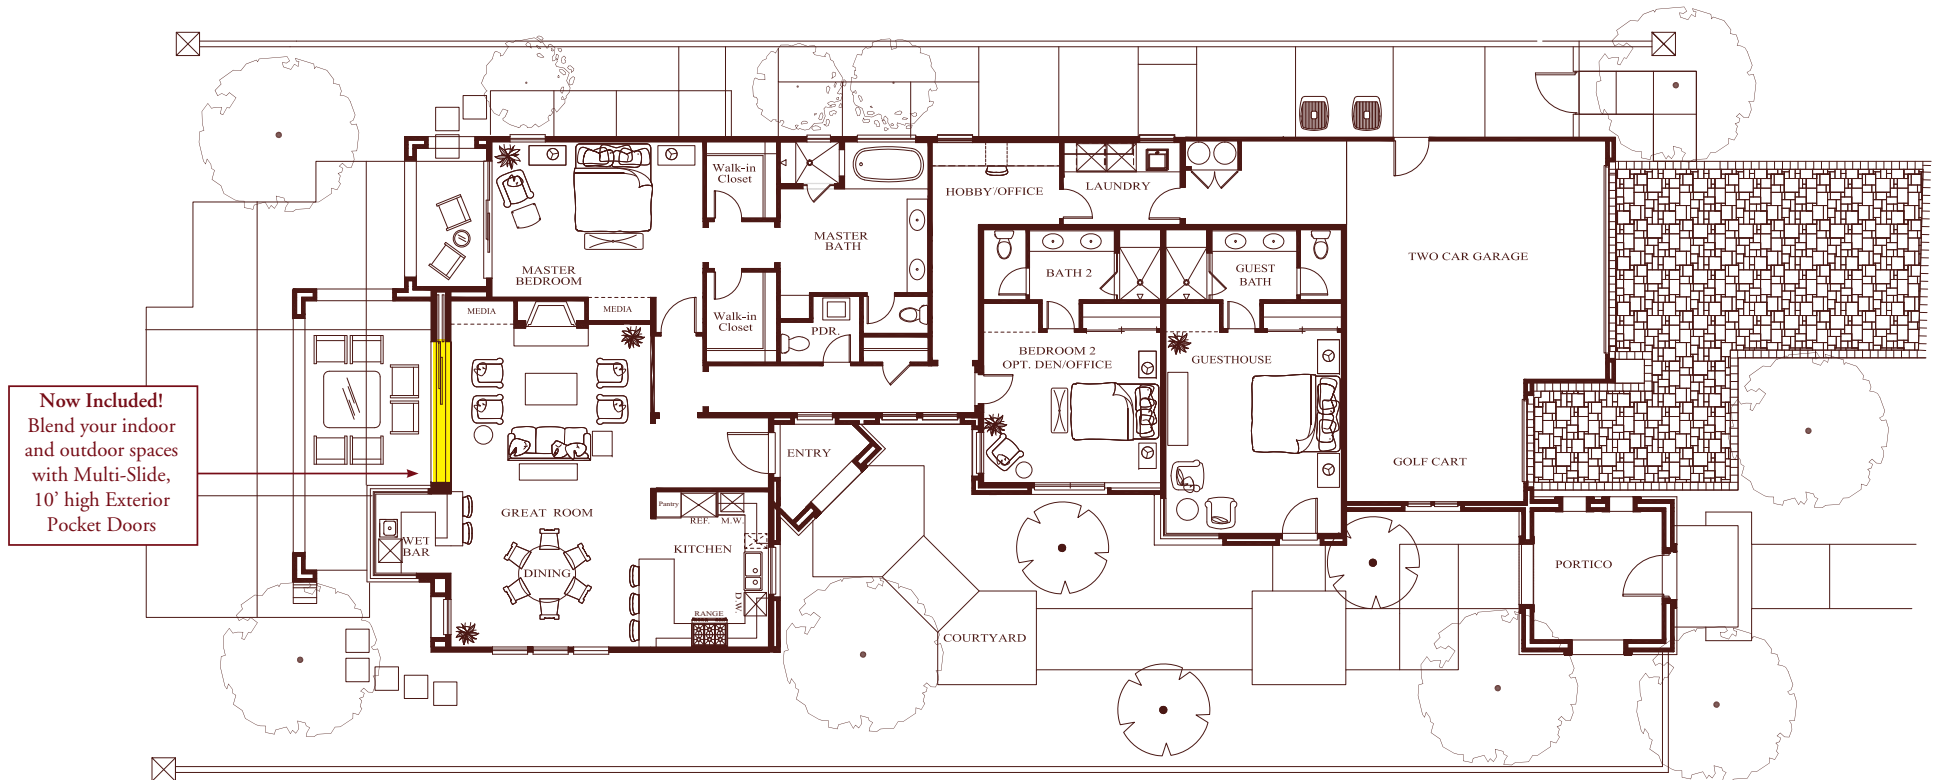 Walk-in
Closet
HOBBY/OFFICE
LAUNDRY
MASTER
BATH
MASTER
BEDROOM
BATH 2
GUEST
BATH
TWO CAR GARAGE
MEDIA
MEDIA
Walk-in
Closet
PDR.
BEDROOM 2
OPT. DEN/OFFICE
GUESTHOUSE
Now Included!
Blend your indoor
and outdoor spaces
with Multi-Slide,
10' high Exterior
Pocket Doors
ENTRY
GOLF CART
Pantry
REF.
M.W.
GREAT ROOM
WET
BAR
KITCHEN
DINING
D.W.
RANGE
PORTICO
COURTYARD